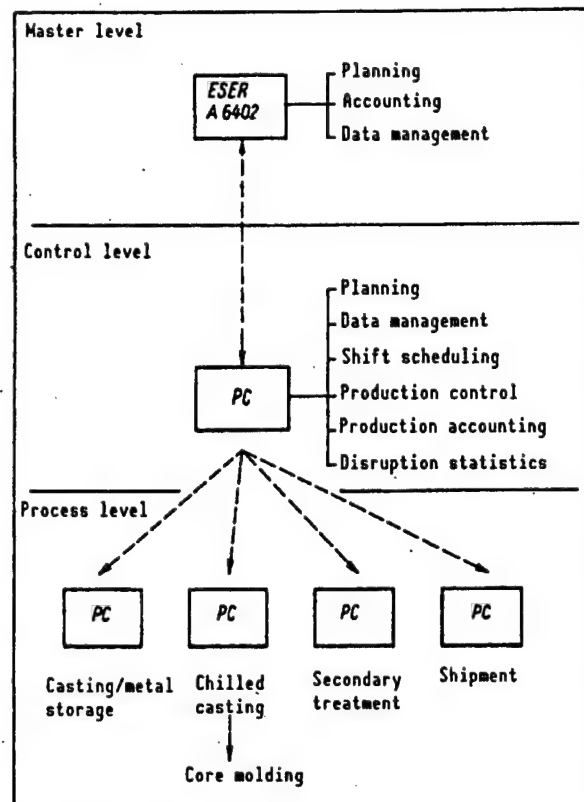 Master level
ESER
A 6402
Planning
Accounting
Data management
Control level
PC
Planning
Data management
Shift scheduling
Production control
Production accounting
Disruption statistics
Process level
PC
PC
PC
PC
Casting/metal
storage
Chilled
casting
Secondary
treatment
Shipment
Core molding